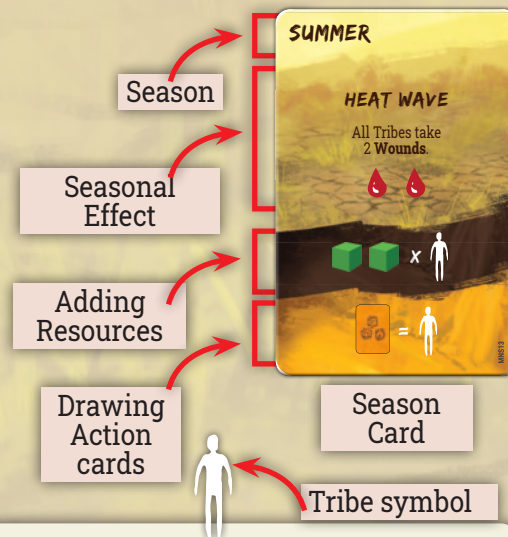 SUMMER
Season
HEAT WAVE
All Tribes take
2 Wounds.
Seasonal
Effect
x
Adding
Resources
=
MNS13
Drawing
Action
cards
Season
Card
Tribe symbol